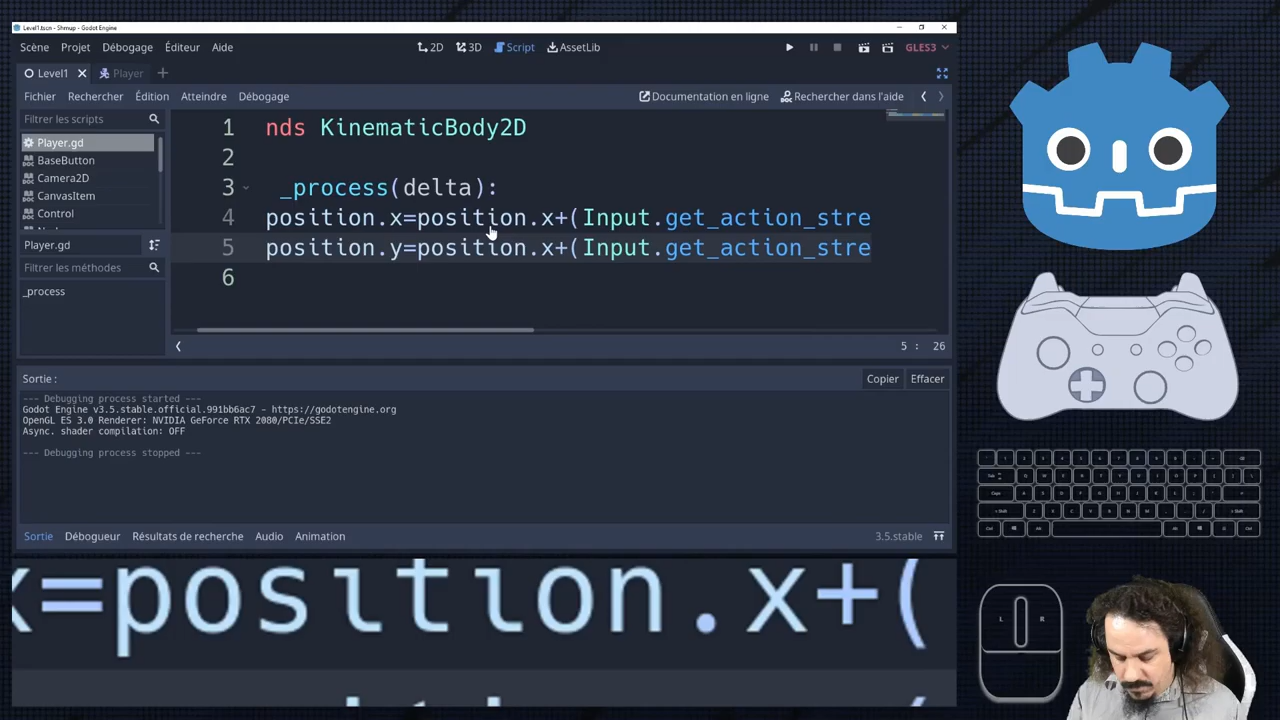 Level1.tscn - Shmup - Godot Engine
Scène Projet Débogage Éditeur Aide 2D 3D Script AssetLib GLES3
Level1 Player
Fichier Rechercher Édition Atteindre Débogage Documentation en ligne Rechercher dans l'aide
Filtrer les scripts
Player.gd
BaseButton
Camera2D
CanvasItem
Control
Player.gd
Filtrer les méthodes
_process
1 nds KinematicBody2D
2
3 _process(delta):
4 position.x=position.x+(Input.get_action_stre
5 position.y=position.x+(Input.get_action_stre
6
5 : 26
Sortie : Copier Effacer
--- Debugging process started ---
Godot Engine v3.5.stable.official.991bb6ac7 - https://godotengine.org
OpenGL ES 3.0 Renderer: NVIDIA GeForce RTX 2080/PCIe/SSE2
Async. shader compilation: OFF
--- Debugging process stopped ---
Sortie Débogueur Résultats de recherche Audio Animation 3.5.stable
x=position.x+(
L R